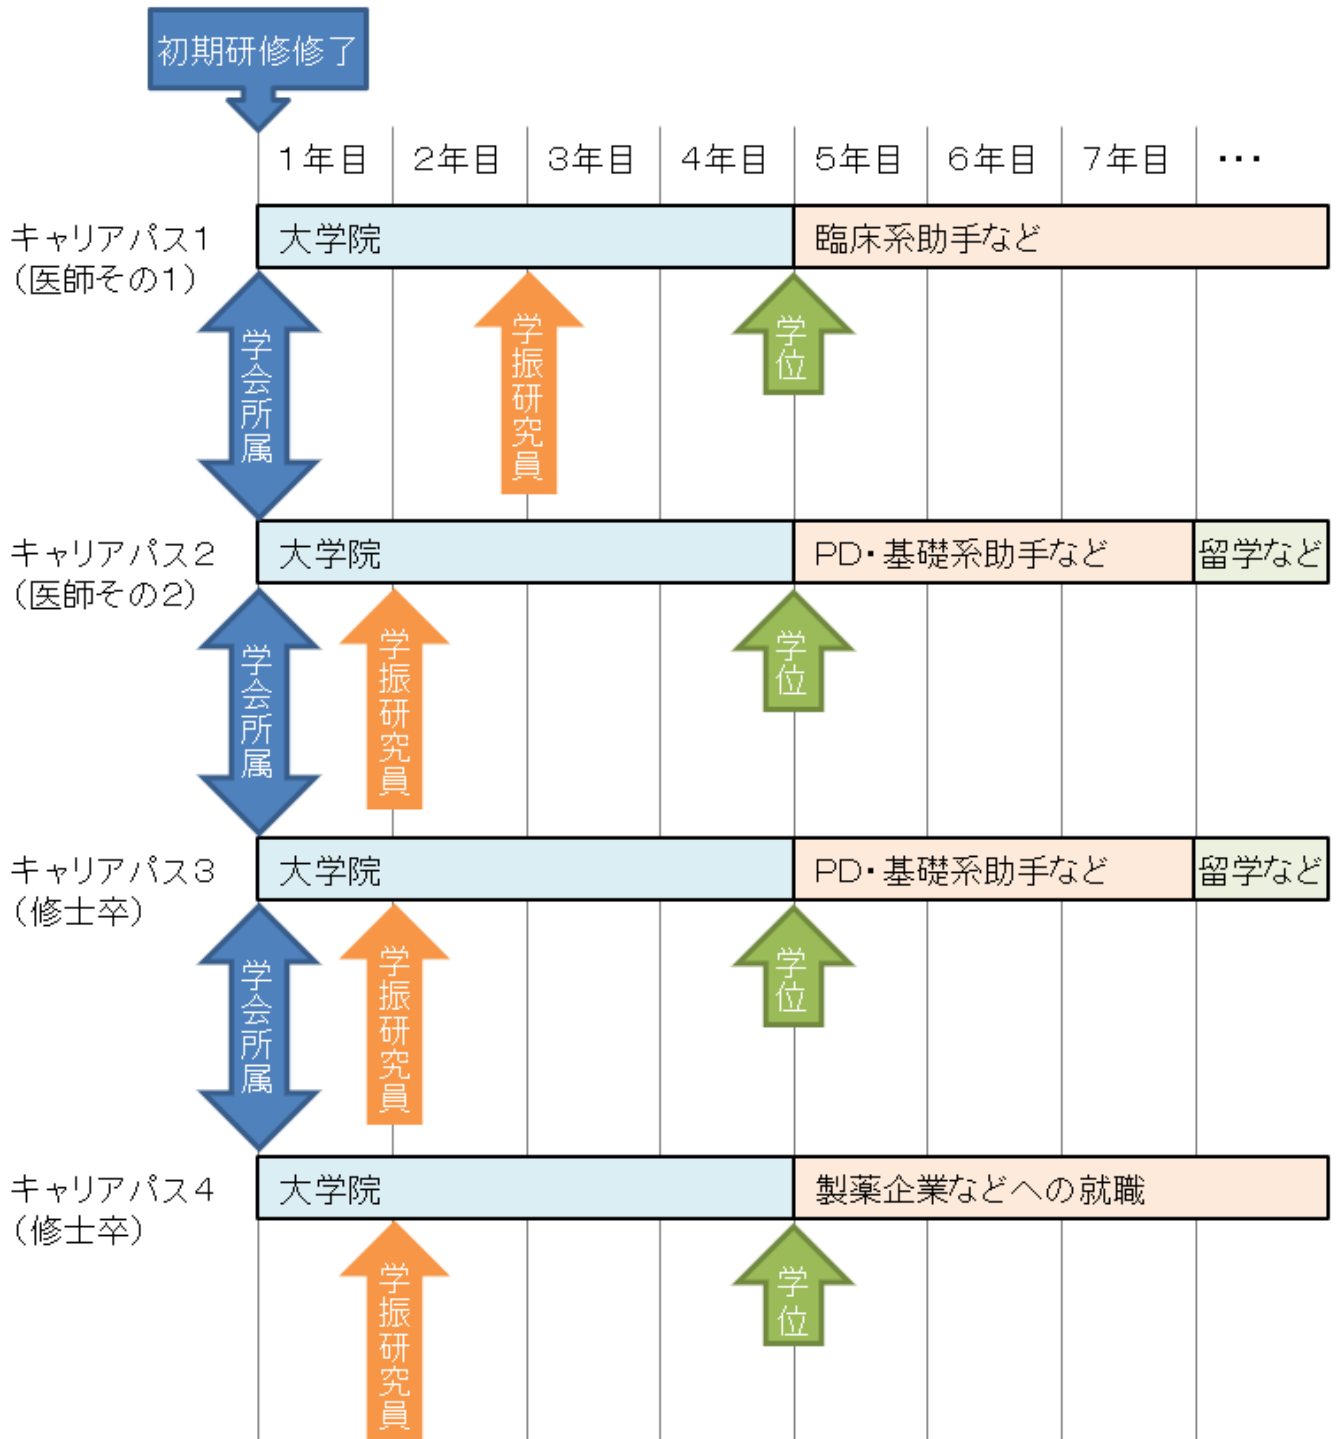 初期研修修了
1年目
2年目
3年目
4年目
5年目
6年目
7年目
・・・
キャリアパス1
（医師その1）
大学院
臨床系助手など
学会所属
学振研究員
学位
キャリアパス2
（医師その2）
大学院
PD・基礎系助手など
留学など
学会所属
学振研究員
学位
キャリアパス3
（修士卒）
大学院
PD・基礎系助手など
留学など
学会所属
学振研究員
学位
キャリアパス4
（修士卒）
大学院
製薬企業などへの就職
学振研究員
学位